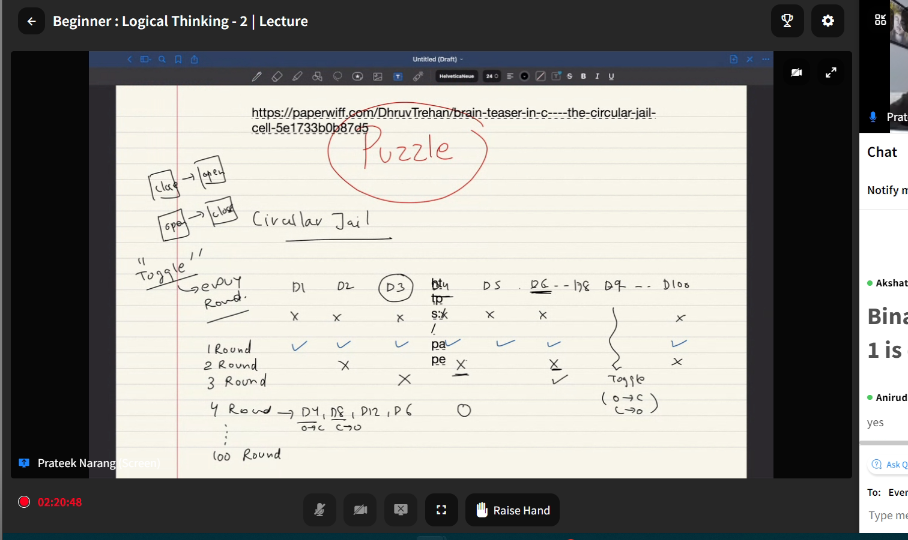 Beginner : Logical Thinking - 2 | Lecture
Untitled (Draft)
HelveticaNeue 24 B I U S
https://paperwiff.com/DhruvTrehan/brain-teaser-in-c----the-circular-jail-
cell-5e1733b0b87d5
Puzzle
close → open
open → close
Circular Jail
"Toggle"
→ every
Round.
D1 D2 D3 D4 D5 . D6 -- D8 D9 -- . D100
ht
tp
s:/
/
pa
pe
x x x x x x
1 Round ✓ ✓ ✓ ✓ ✓ ✓ ✓
2 Round x x x x
3 Round x ✓ Toggle
(O→C
C→O)
4 Round → D4, D8, D12, D6 O
O→C C→O
100 Round
Prateek Narang (Screen)
02:20:48
Raise Hand
Prate
Chat
Notify m
Akshat
Bina
1 is
Anirud
yes
Ask Q
To: Ever
Type me